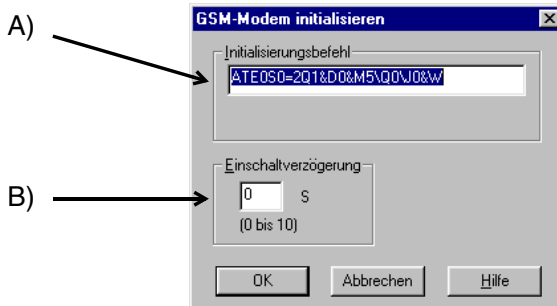 A)
GSM-Modem initialisieren
Initialisierungsbefehl
ATE0S0=2Q1&D0&M5\Q0\J0&W
Einschaltverzögerung
B)
0 S
(0 bis 10)
OK Abbrechen Hilfe